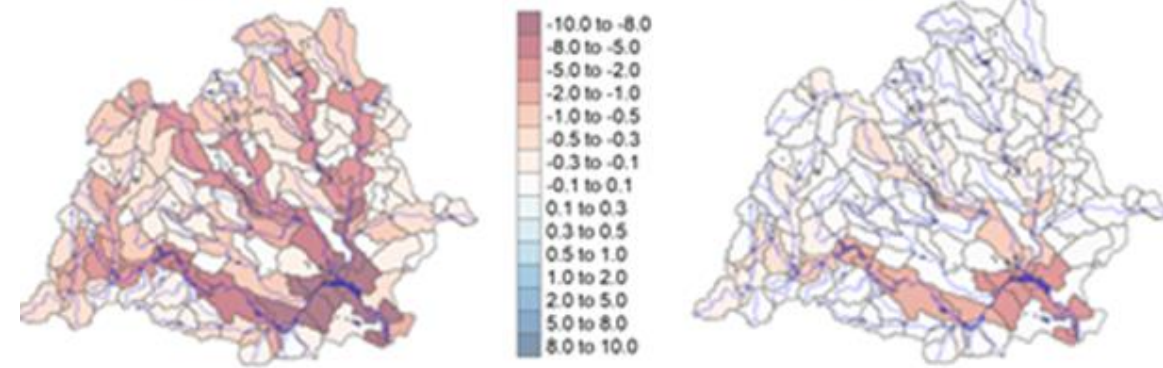 -10.0 to -8.0
-8.0 to -5.0
-5.0 to -2.0
-2.0 to -1.0
-1.0 to -0.5
-0.5 to -0.3
-0.3 to -0.1
-0.1 to 0.1
0.1 to 0.3
0.3 to 0.5
0.5 to 1.0
1.0 to 2.0
2.0 to 5.0
5.0 to 8.0
8.0 to 10.0